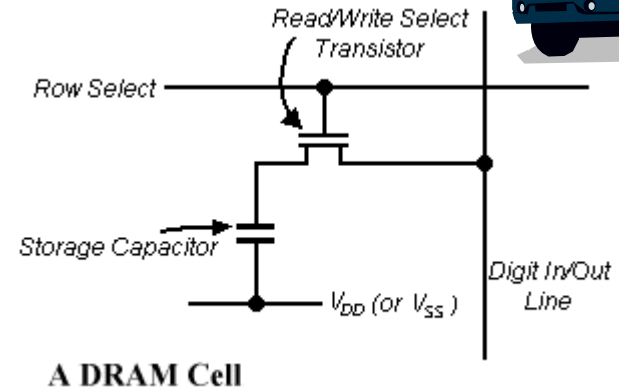 Read/Write Select
Transistor
Row Select
Storage Capacitor
Digit In/Out
Line
VDD (or VSS)
A DRAM Cell